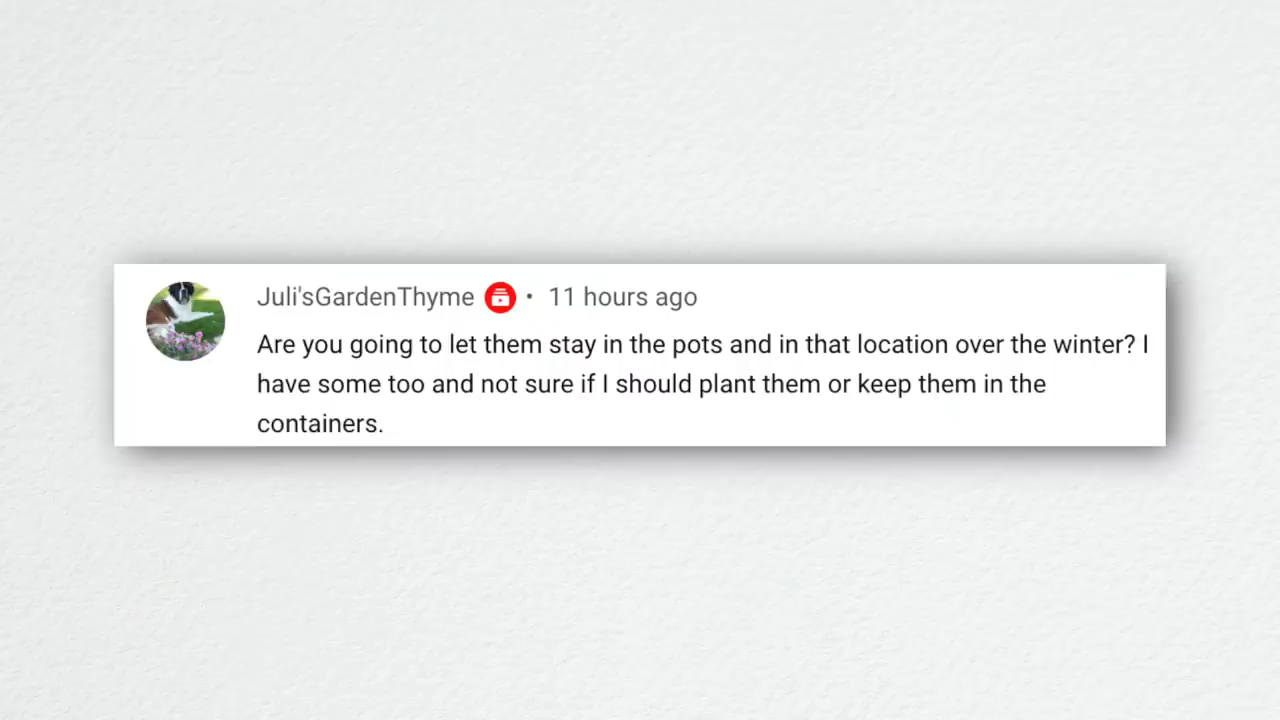 Juli'sGardenThyme • 11 hours ago
Are you going to let them stay in the pots and in that location over the winter? I
have some too and not sure if I should plant them or keep them in the
containers.